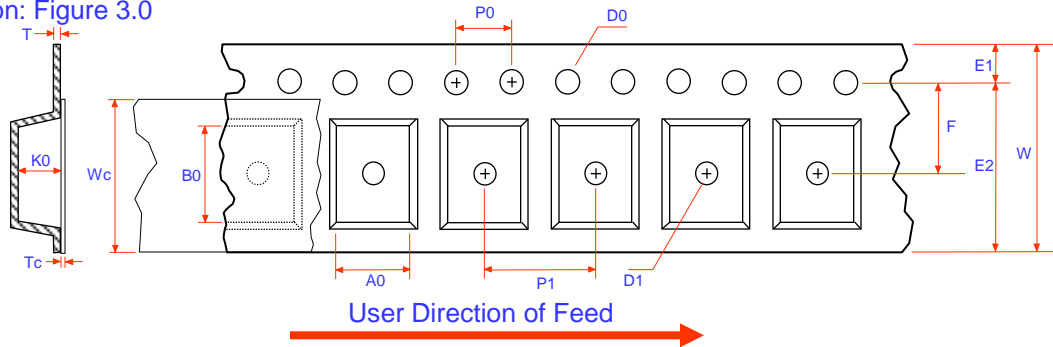 on: Figure 3.0
T
P0
D0
E1
F
W
K0
Wc
B0
E2
Tc
A0
P1
D1
User Direction of Feed